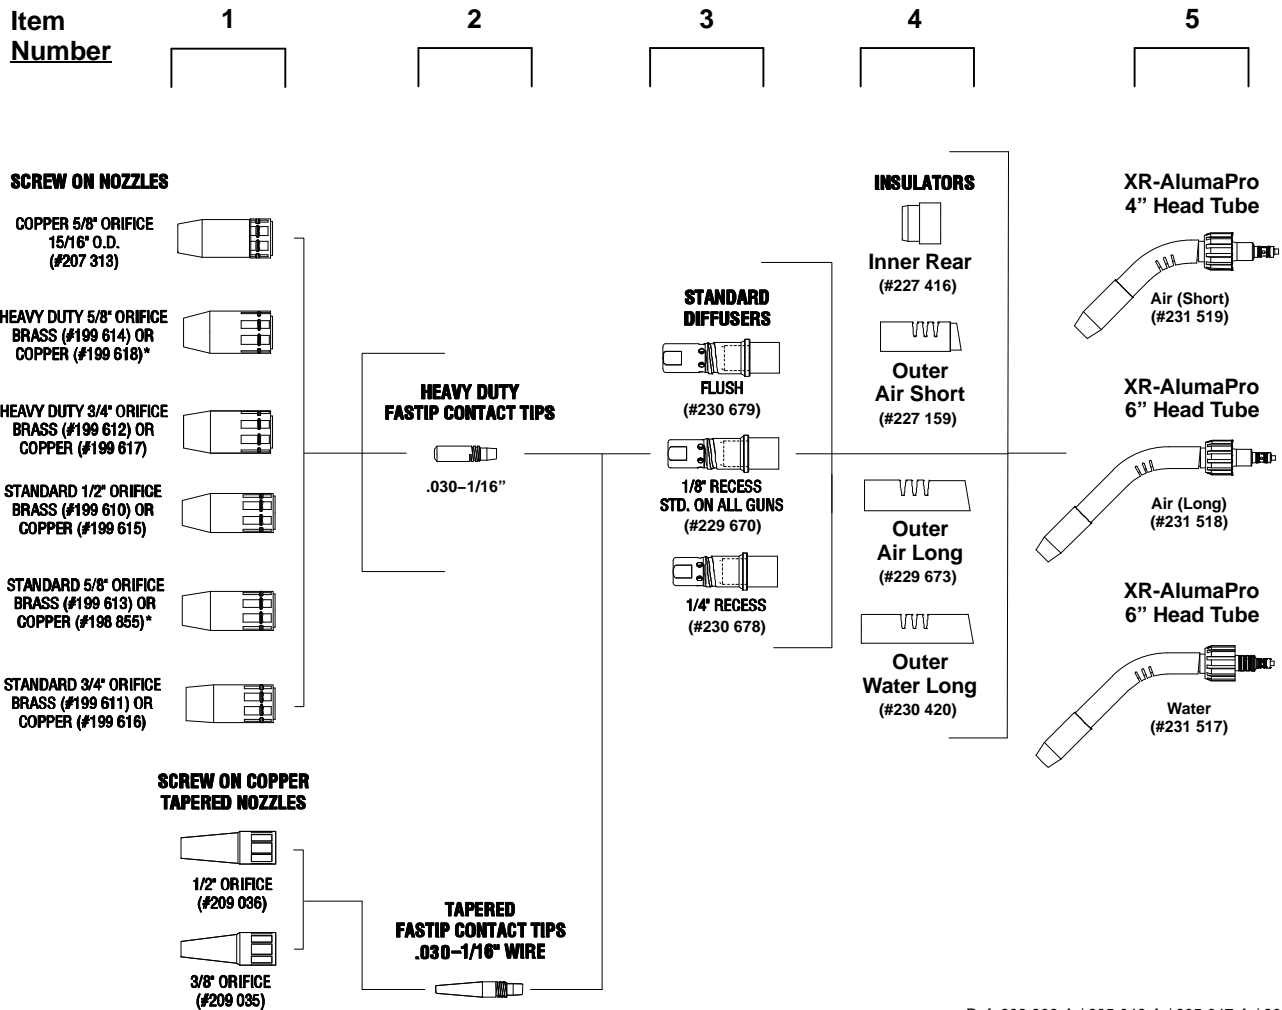 Item
Number
1
2
3
4
5
SCREW ON NOZZLES
COPPER 5/8" ORIFICE
15/16" O.D.
(#207 313)
HEAVY DUTY 5/8" ORIFICE
BRASS (#199 614) OR
COPPER (#199 618)*
HEAVY DUTY 3/4" ORIFICE
BRASS (#199 612) OR
COPPER (#199 617)
STANDARD 1/2" ORIFICE
BRASS (#199 610) OR
COPPER (#199 615)
STANDARD 5/8" ORIFICE
BRASS (#199 613) OR
COPPER (#198 855)*
STANDARD 3/4" ORIFICE
BRASS (#199 611) OR
COPPER (#199 616)
SCREW ON COPPER
TAPERED NOZZLES
1/2" ORIFICE
(#209 036)
3/8" ORIFICE
(#209 035)
HEAVY DUTY
FASTIP CONTACT TIPS
.030–1/16”
TAPERED
FASTIP CONTACT TIPS
.030–1/16" WIRE
STANDARD
DIFFUSERS
FLUSH
(#230 679)
1/8" RECESS
STD. ON ALL GUNS
(#229 670)
1/4" RECESS
(#230 678)
INSULATORS
Inner Rear
(#227 416)
Outer
Air Short
(#227 159)
Outer
Air Long
(#229 673)
Outer
Water Long
(#230 420)
XR-AlumaPro
4” Head Tube
Air (Short)
(#231 519)
XR-AlumaPro
6” Head Tube
Air (Long)
(#231 518)
XR-AlumaPro
6” Head Tube
Water
(#231 517)